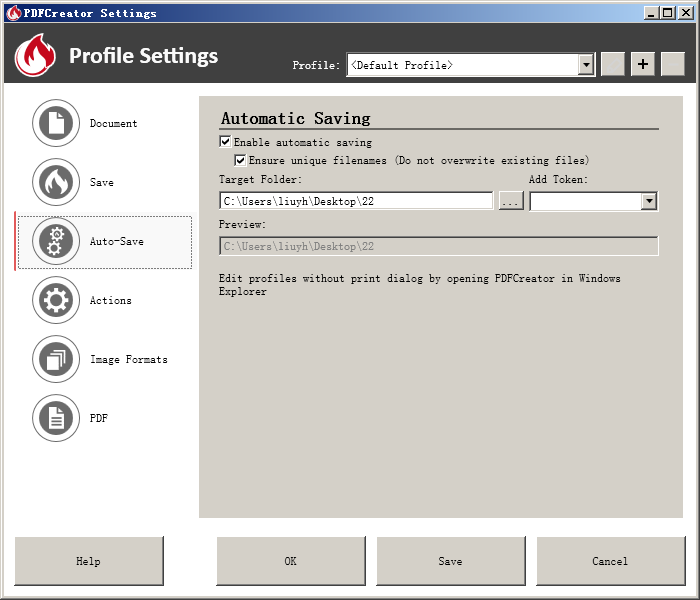 PDFCreator Settings
Profile Settings
Profile: <Default Profile>
+
Document
Save
Auto-Save
Actions
Image Formats
PDF
Automatic Saving
Enable automatic saving
Ensure unique filenames (Do not overwrite existing files)
Target Folder: Add Token:
C:\Users\liuyh\Desktop\22 ...
Preview:
C:\Users\liuyh\Desktop\22
Edit profiles without print dialog by opening PDFCreator in Windows
Explorer
Help OK Save Cancel